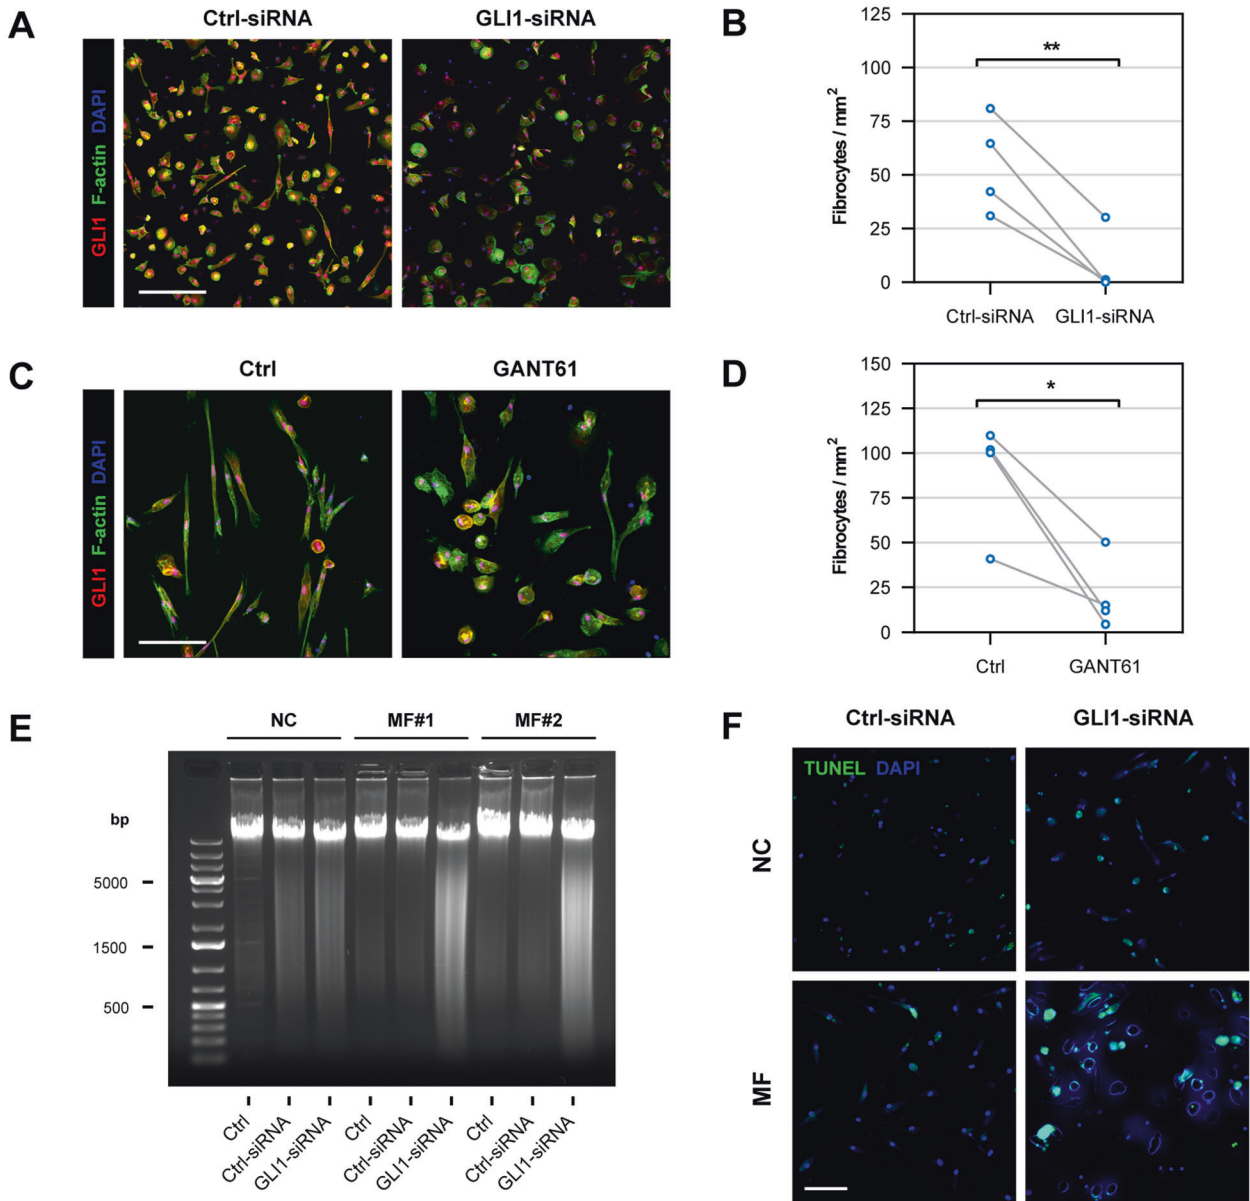 A
Ctrl-siRNA
GLI1-siRNA
GLI1 F-actin DAPI
B
125
100
75
50
25
0
Fibrocytes / mm²
**
Ctrl-siRNA
GLI1-siRNA
C
Ctrl
GANT61
GLI1 F-actin DAPI
D
150
125
100
75
50
25
0
Fibrocytes / mm²
*
Ctrl
GANT61
E
NC
MF#1
MF#2
bp
5000
1500
500
Ctrl
Ctrl-siRNA
GLI1-siRNA
Ctrl
Ctrl-siRNA
GLI1-siRNA
Ctrl
Ctrl-siRNA
GLI1-siRNA
F
Ctrl-siRNA
GLI1-siRNA
TUNEL DAPI
NC
MF